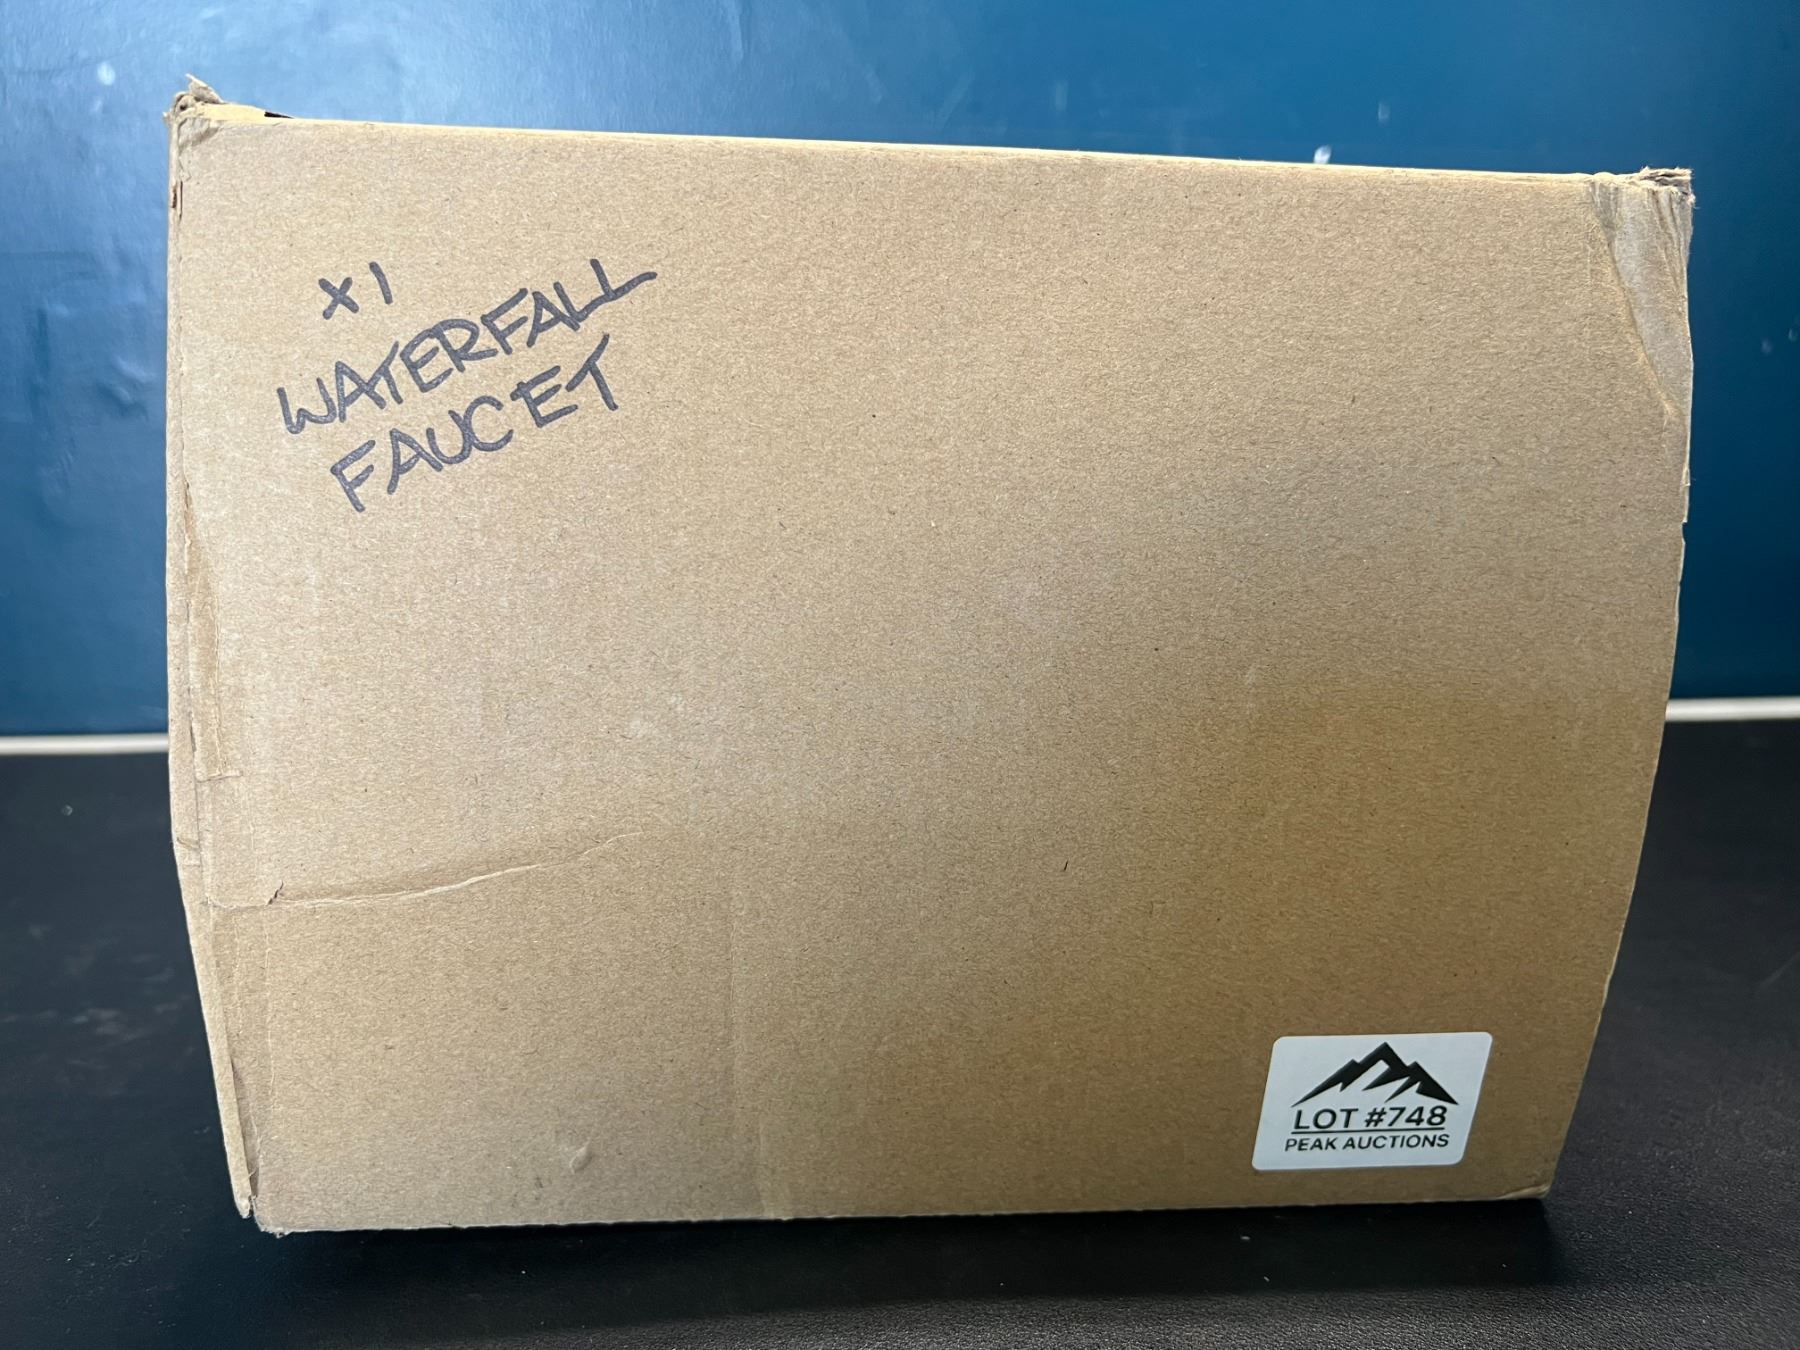 X1
WATERFALL
FAUCET
LOT #748
PEAK AUCTIONS